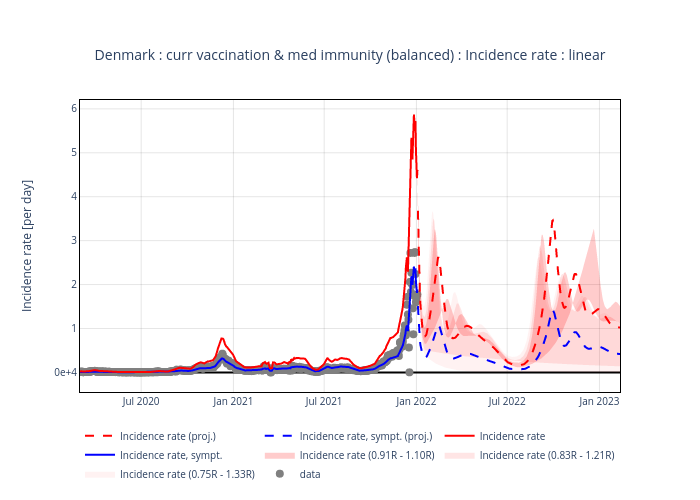 Denmark : curr vaccination & med immunity (balanced) : Incidence rate : linear
Incidence rate [per day]
6
5
4
3
2
1
0e+4
Jul 2020
Jan 2021
Jul 2021
Jan 2022
Jul 2022
Jan 2023
Incidence rate (proj.)
Incidence rate, sympt. (proj.)
Incidence rate
Incidence rate, sympt.
Incidence rate (0.91R - 1.10R)
Incidence rate (0.83R - 1.21R)
Incidence rate (0.75R - 1.33R)
data